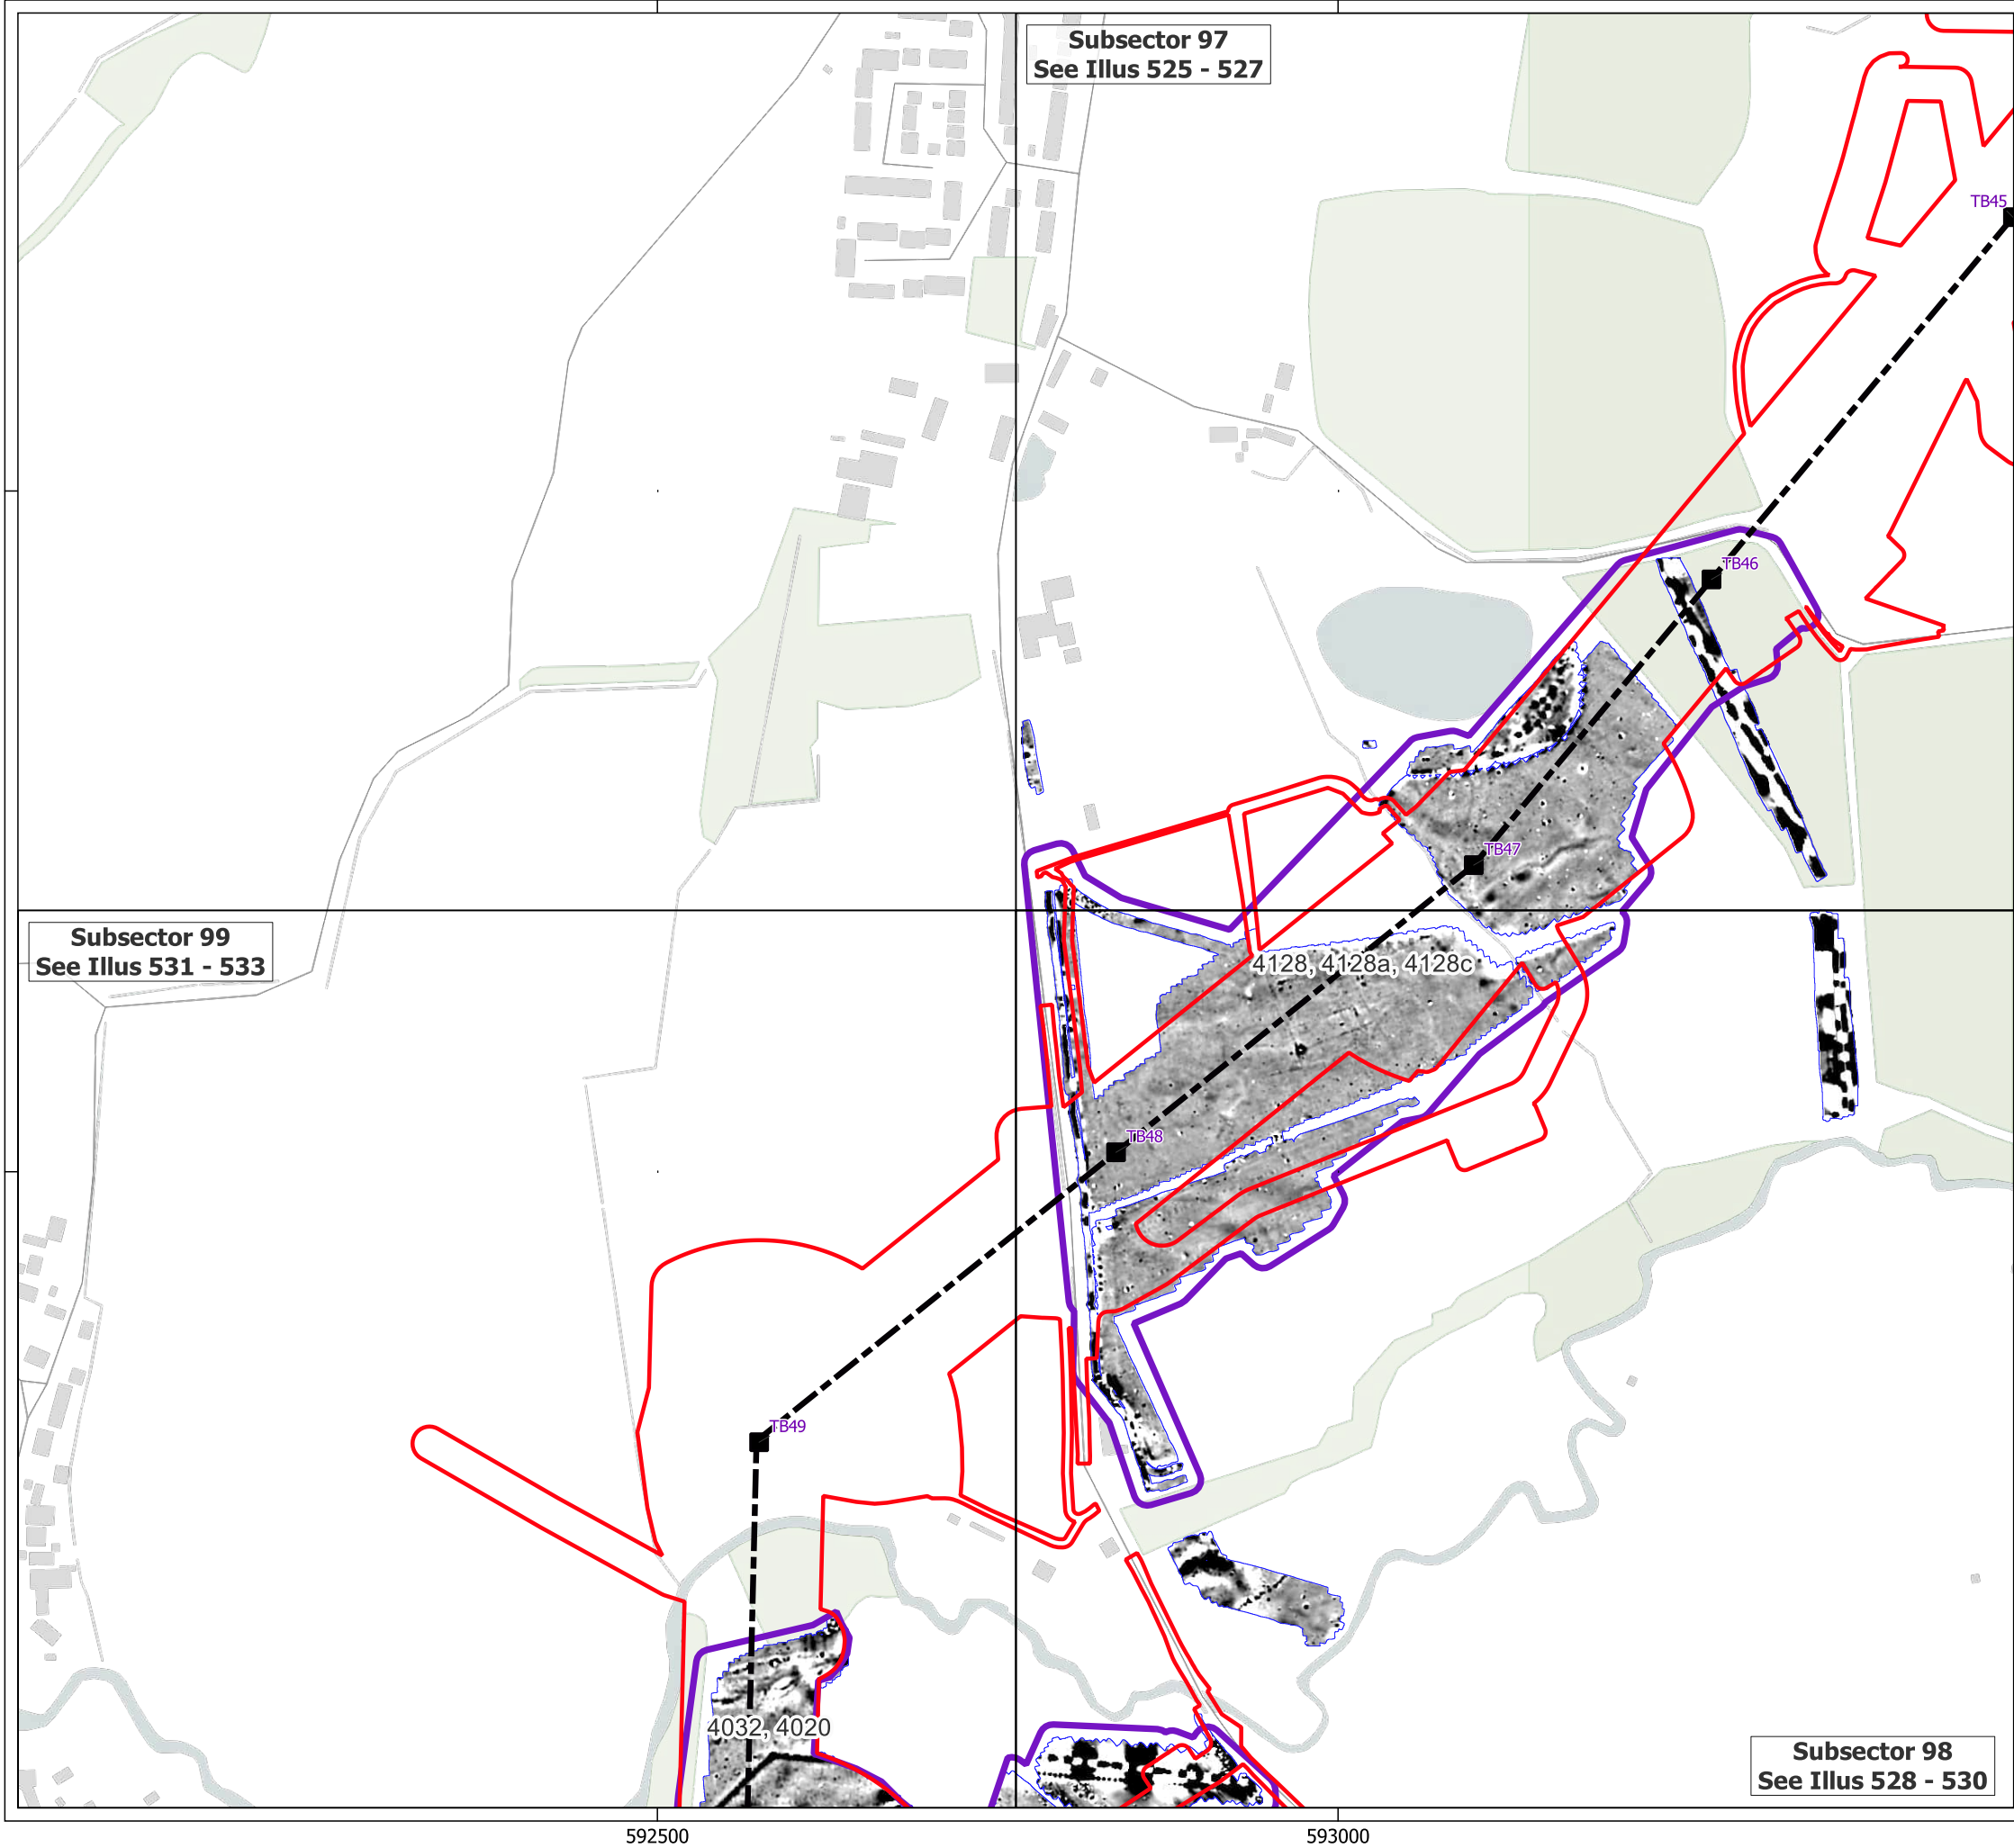 Subsector 97
See Illus 525 - 527
TB45
TB46
TB47
Subsector 99
See Illus 531 - 533
4128, 4128a, 4128c
TB48
TB49
4032, 4020
Subsector 98
See Illus 528 - 530
592500
593000